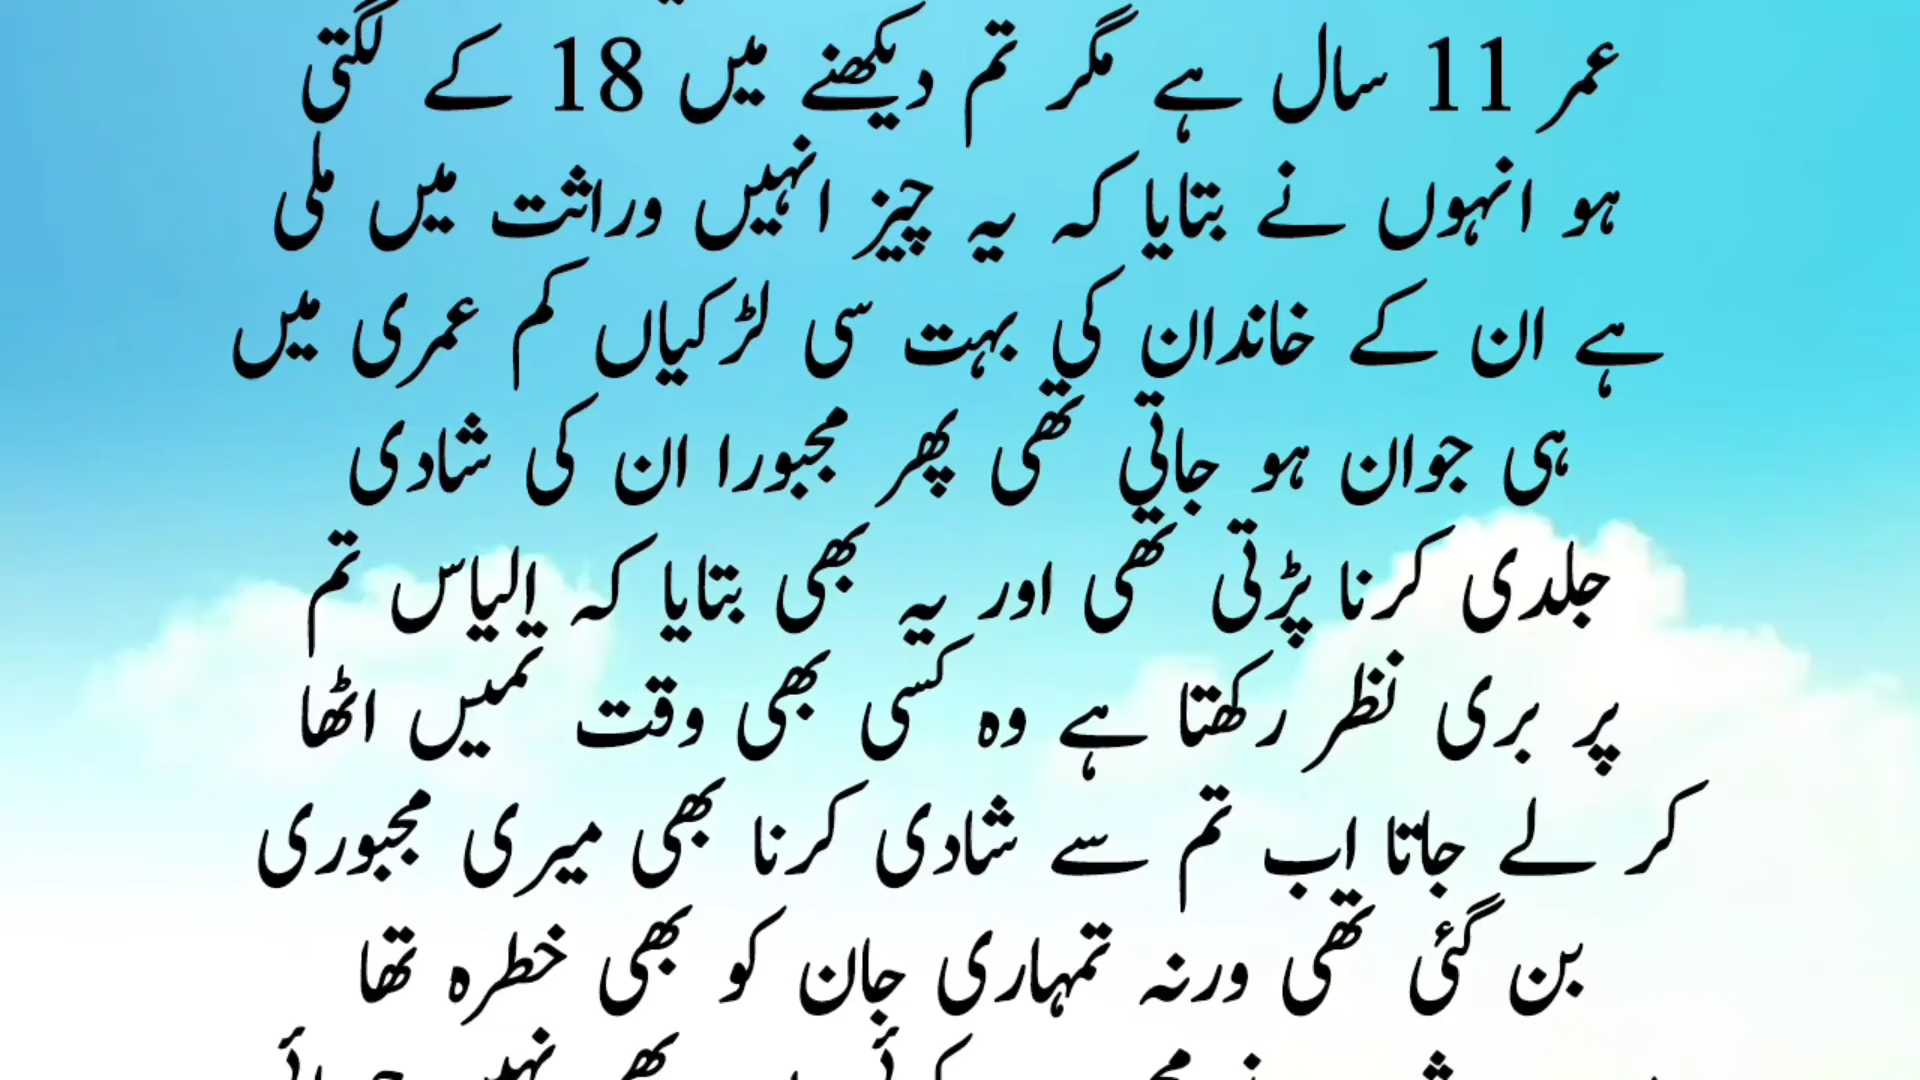 عمر 11 سال ہے مگر تم دیکھنے میں 18 کے لگتی
ہو انہوں نے بتایا کہ یہ چیز انہیں وراثت میں ملی
ہے ان کے خاندان کی بہت سی لڑکیاں کم عمری میں
ہی جوان ہو جاتی تھی پھر مجبورا ان کی شادی
جلدی کرنا پڑتی تھی اور یہ بھی بتایا کہ الیاس تم
پر بری نظر رکھتا ہے وہ کسی بھی وقت تمیں اٹھا
کر لے جاتا اب تم سے شادی کرنا بھی میری مجبوری
بن گئی تھی ورنہ تمہاری جان کو بھی خطرہ تھا